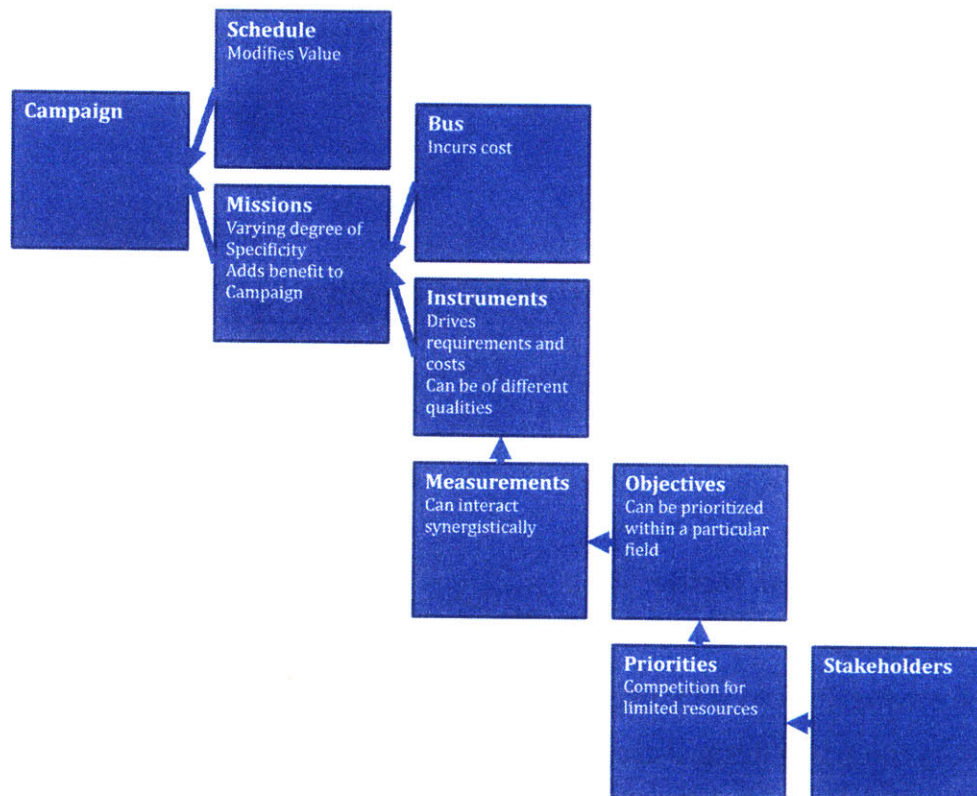 Schedule
Modifies Value
Campaign
Bus
Incurs cost
Missions
Varying degree of
Specificity
Adds benefit to
Campaign
Instruments
Drives
requirements and
costs
Can be of different
qualities
Measurements
Can interact
synergistically
Objectives
Can be prioritized
within a particular
field
Priorities
Competition for
limited resources
Stakeholders